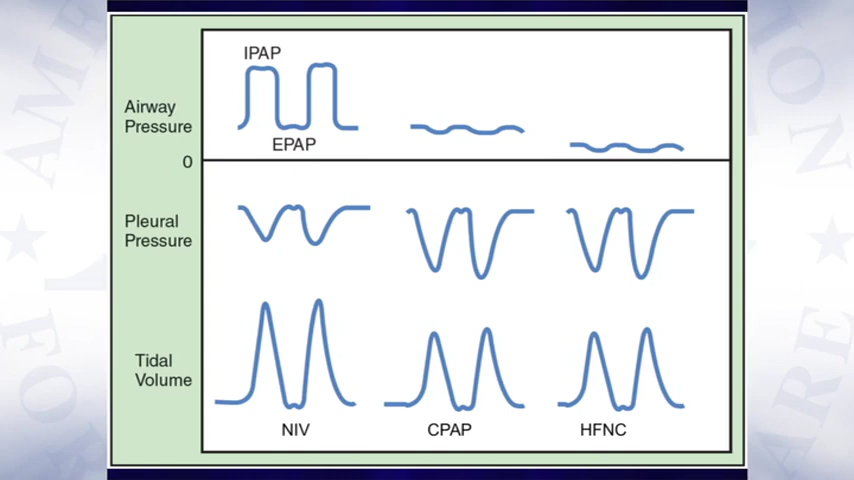 IPAP
Airway
Pressure
EPAP
0
Pleural
Pressure
Tidal
Volume
NIV
CPAP
HFNC